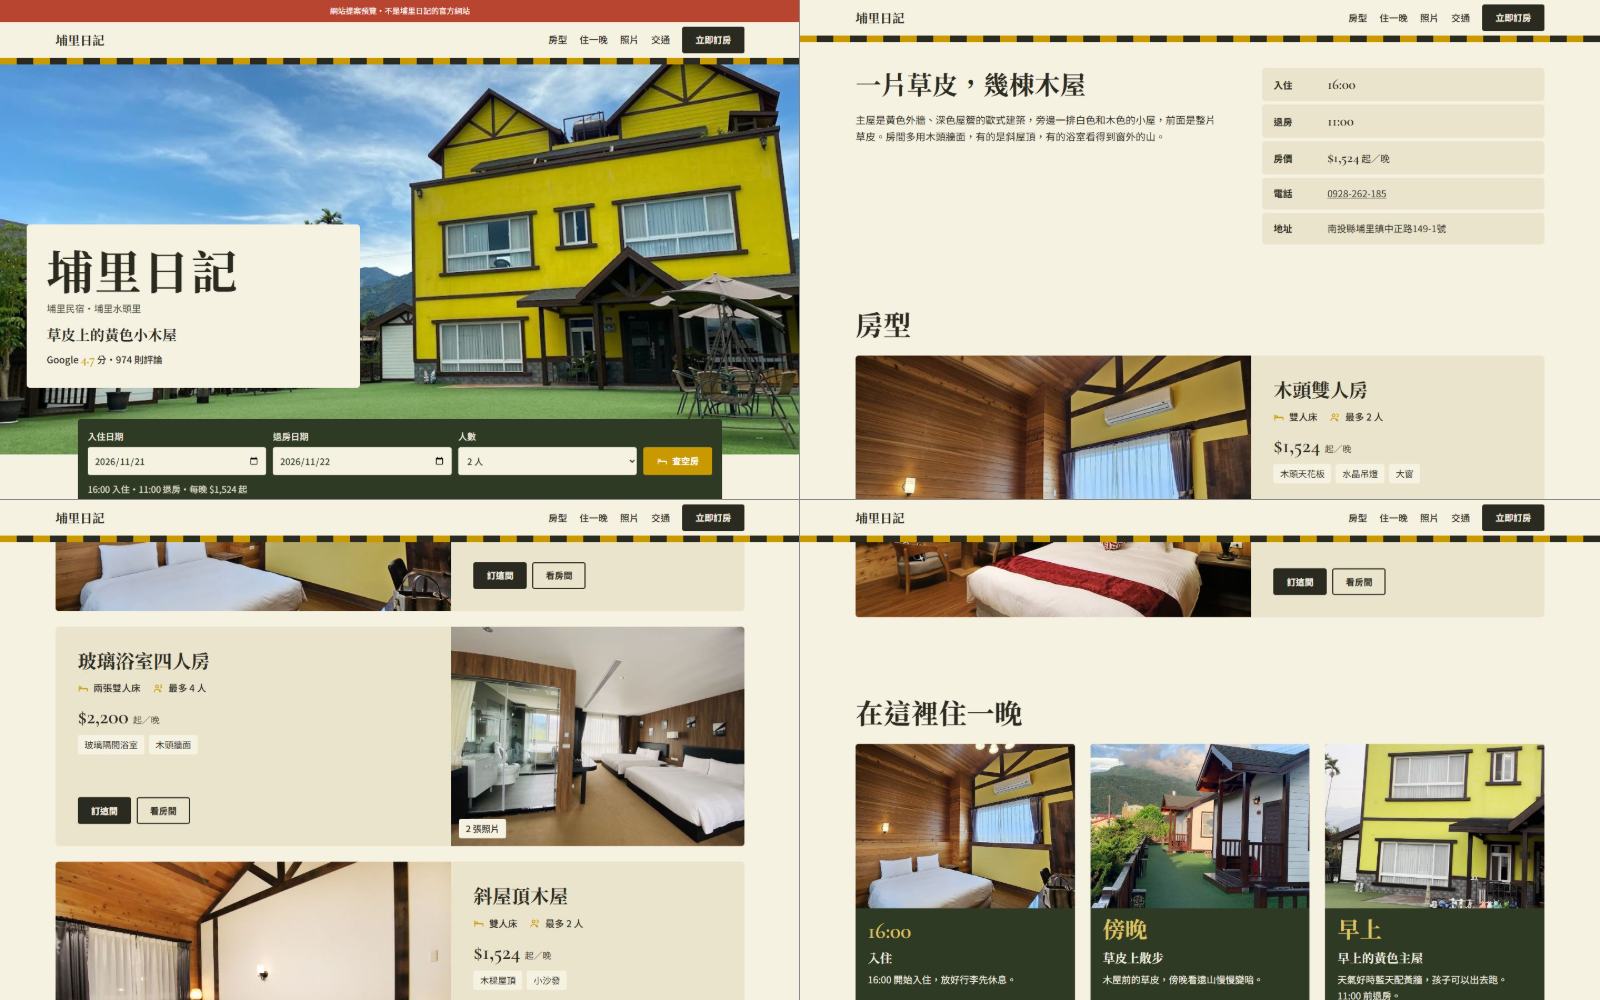 網站提案預覽・不是埔里日記的官方網站
埔里日記
房型 住一晚 照片 交通 立即訂房
埔里日記
埔里民宿・埔里水頭里
草皮上的黃色小木屋
Google 4.7 分・974 則評論
入住日期 退房日期 人數
2026/11/21 2026/11/22 2 人 查空房
16:00 入住・11:00 退房・每晚 $1,524 起
埔里日記
房型 住一晚 照片 交通 立即訂房
一片草皮，幾棟木屋
主屋是黃色外牆、深色屋簷的歐式建築，旁邊一排白色和木色的小屋，前面是整片
草皮。房間多用木頭牆面，有的是斜屋頂，有的浴室看得到窗外的山。
入住 16:00
退房 11:00
房價 $1,524 起／晚
電話 0928-262-185
地址 南投縣埔里鎮中正路149-1號
房型
木頭雙人房
雙人床 最多 2 人
$1,524 起／晚
木頭天花板 水晶吊燈 大窗
埔里日記
房型 住一晚 照片 交通 立即訂房
訂這間 看房間
玻璃浴室四人房
兩張雙人床 最多 4 人
$2,200 起／晚
玻璃隔間浴室 木頭牆面
訂這間 看房間
2 張照片
斜屋頂木屋
雙人床 最多 2 人
$1,524 起／晚
木樑屋頂 小沙發
埔里日記
房型 住一晚 照片 交通 立即訂房
訂這間 看房間
在這裡住一晚
16:00
入住
16:00 開始入住，放好行李先休息。
傍晚
草皮上散步
木屋前的草皮，傍晚看遠山慢慢變暗。
早上
早上的黃色主屋
天氣好時藍天配黃牆，孩子可以出去跑。
11:00 前退房。